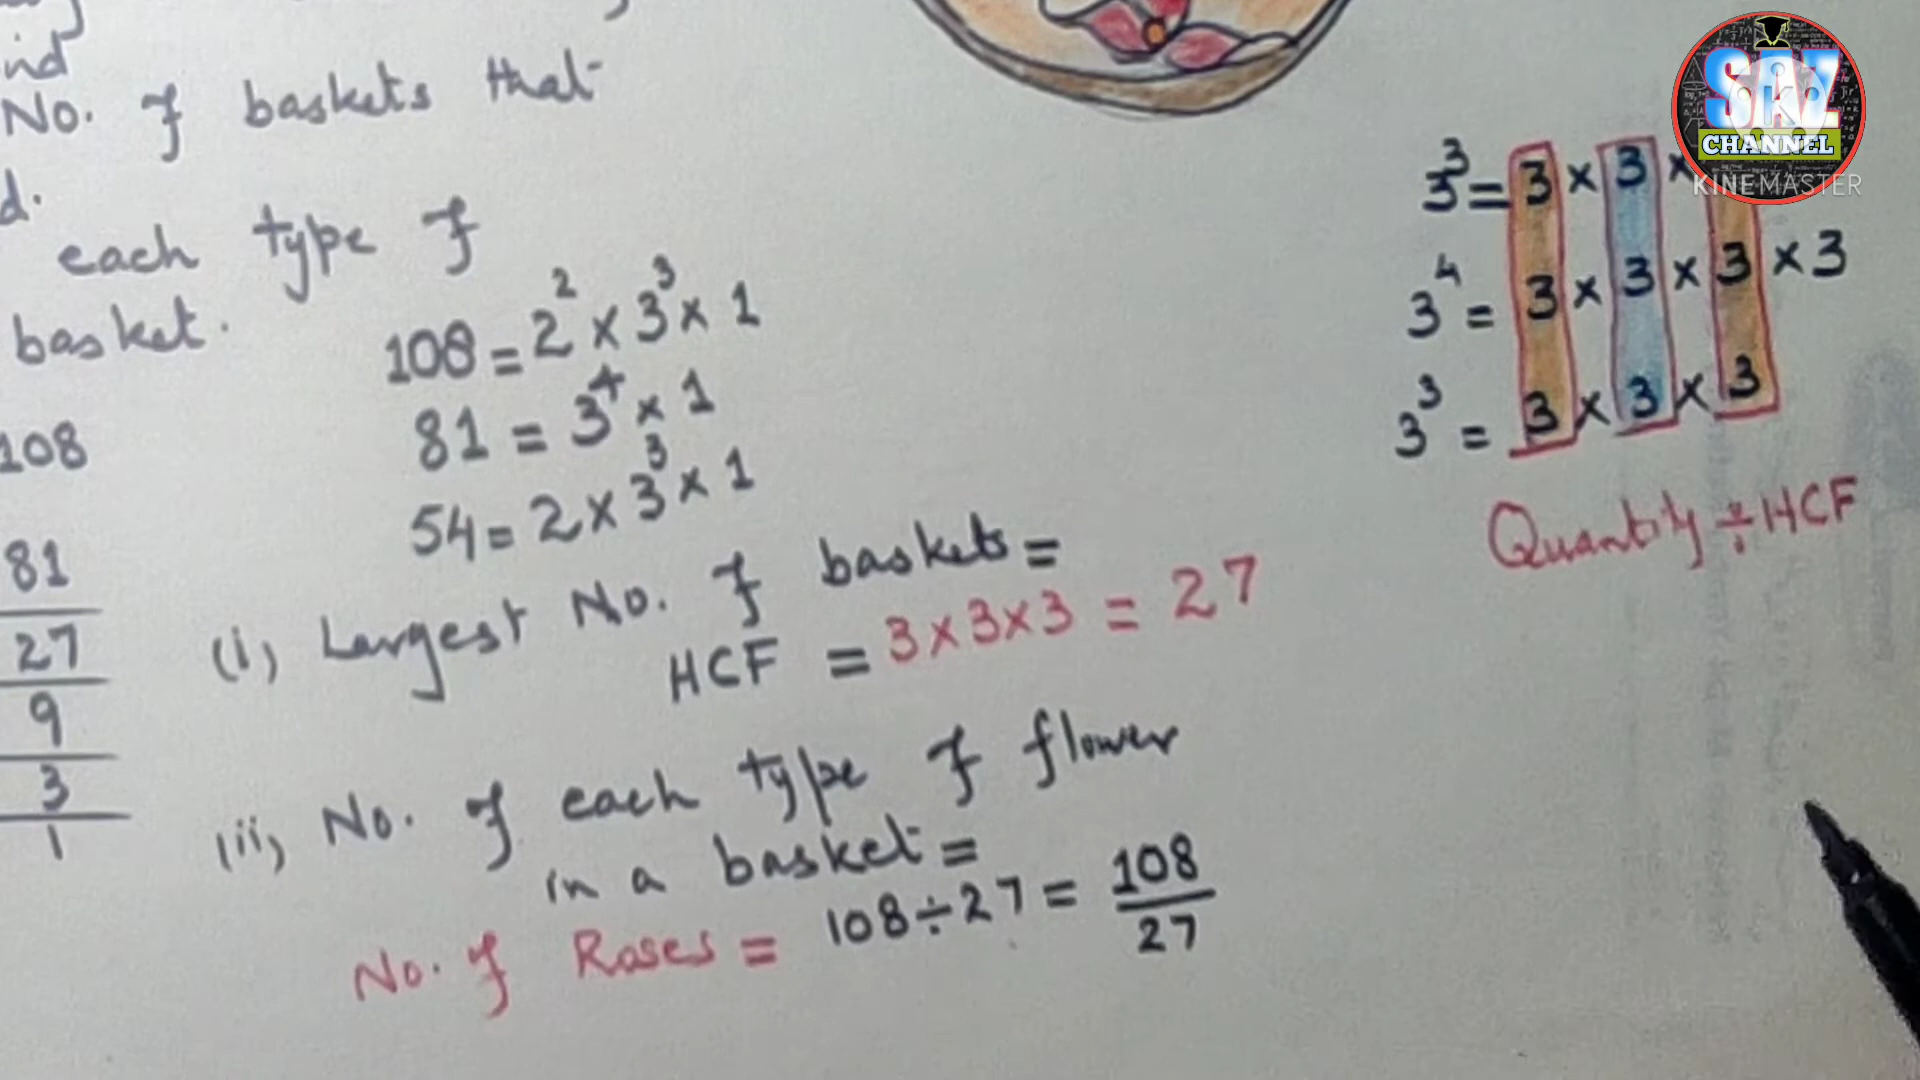 nd
No. of baskets that
d.
each type of
basket.
108 = 2² × 3³ × 1
81 = 3⁴ × 1
54 = 2 × 3³ × 1
108
81
27
9
3
1
(i) Largest No. of baskets =
HCF = 3×3×3 = 27
(ii) No. of each type of flower
in a basket =
No. of Roses = 108 ÷ 27 = 108/27
3³ = 3 × 3 ×
3⁴ = 3 × 3 × 3 × 3
3³ = 3 × 3 × 3
Quantity ÷ HCF
SAZ
CHANNEL
KINEMASTER